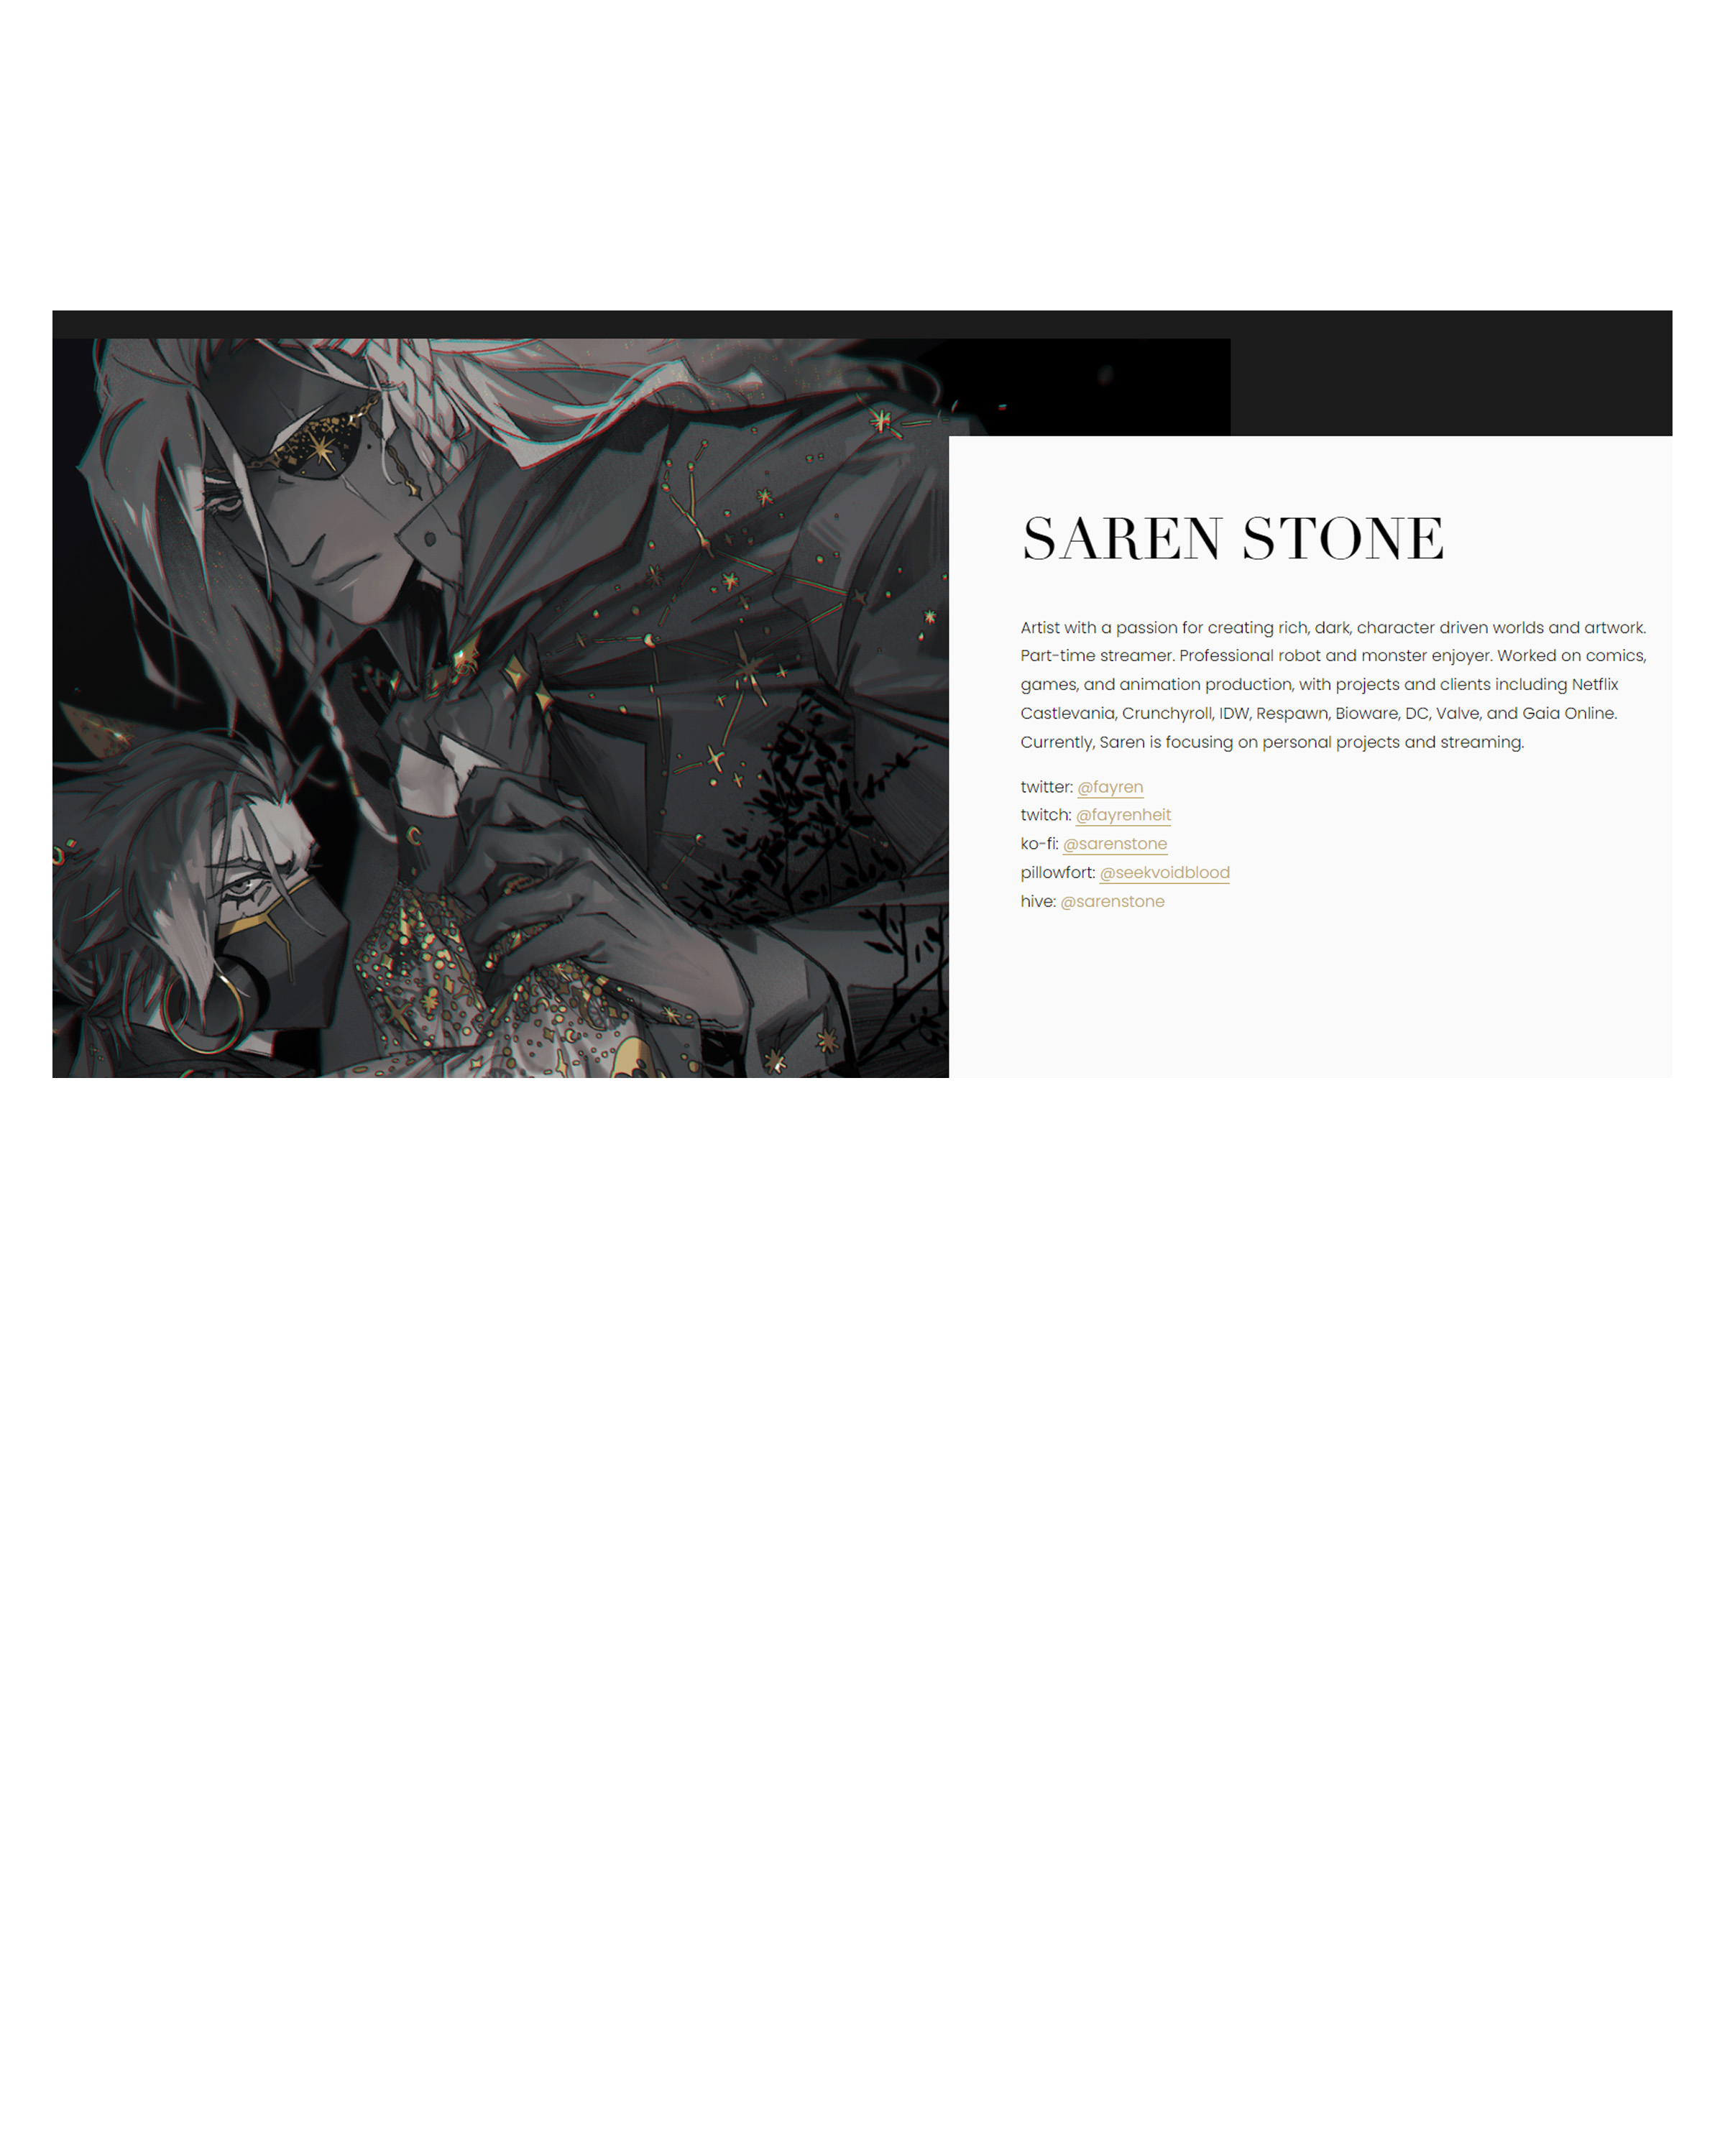 SAREN STONE
Artist with a passion for creating rich, dark, character driven worlds and artwork.
Part-time streamer. Professional robot and monster enjoyer. Worked on comics,
games, and animation production, with projects and clients including Netflix
Castlevania, Crunchyroll, IDW, Respawn, Bioware, DC, Valve, and Gaia Online.
Currently, Saren is focusing on personal projects and streaming.
twitter: @fayren
twitch: @fayrenheit
ko-fi: @sarenstone
pillowfort: @seekvoidblood
hive: @sarenstone